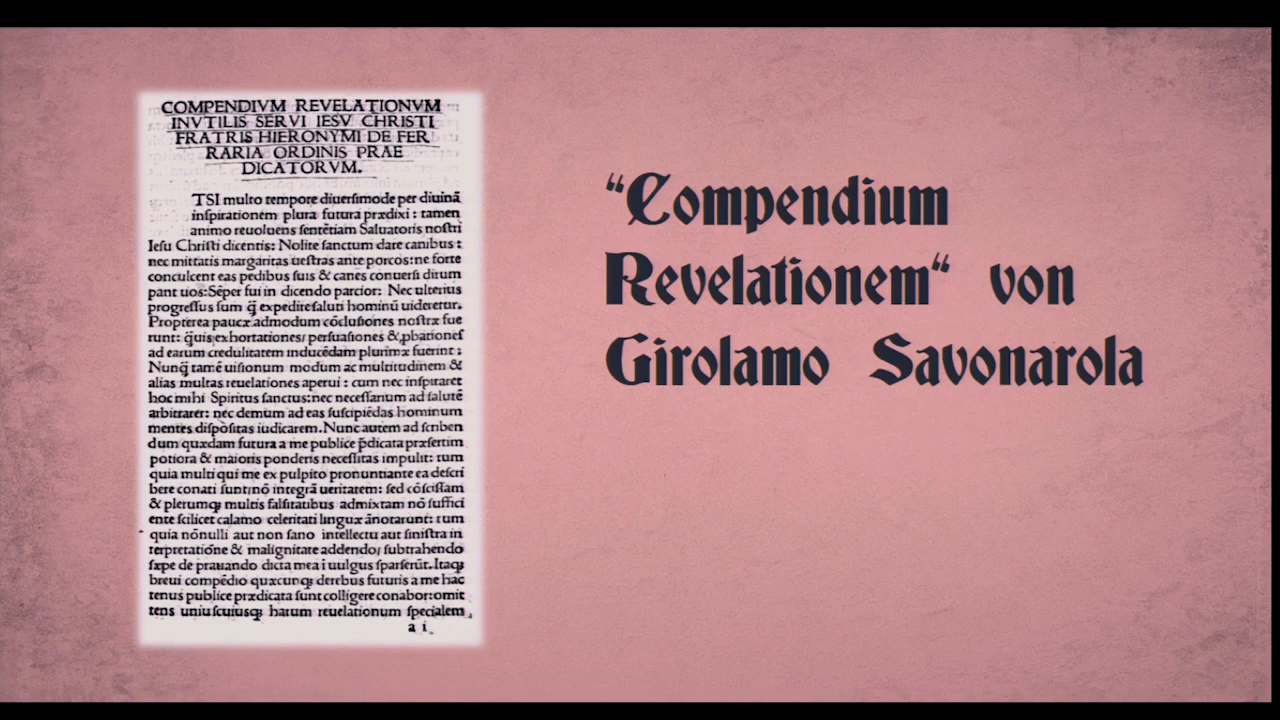 COMPENDIVM REVELATIONVM
INVTILIS SERVI IESV CHRISTI
FRATRIS HIERONYMI DE FER
RARIA ORDINIS PRAE
DICATORVM.
TSI multo tempore diuersimode per diuinā
inspirationem plura futura prædixi : tamen
animo reuoluens sentētiam Saluatoris nostri
Iesu Christi dicentis: Nolite sanctum dare canibus :
nec mittatis margaritas uestras ante porcos:ne forte
conculcent eas pedibus suis & canes conuersi dirum
pant uos:Sēper fui in dicendo parcior: Nec ulterius
progressus sum q̄ expedire saluti hominū uideretur.
Propterea paucæ admodum cōclusiones nostræ fue
runt: q̄uis exhortationes/ persuasiones & ,pbationes
ad earum credulitatem inducēdam plurimæ fuerint :
Nunq̄ tamē uisionum modum ac multitudinem &
alias multas reuelationes aperui : cum nec inspiraret
hoc mihi Spiritus sanctus:nec necessarium ad salutē
arbitrarer: nec demum ad eas suscipiēdas hominum
mentes dispositas iudicarem. Nunc autem ad scriben
dum quædam futura a me publice p̄dicata præsertim
potiora & maioris ponderis necessitas impulit: tum
quia multi qui me ex pulpito pronuntiante ea descri
bere conati sunt/nō integrā ueritatem: sed cōscissam
& plerumq; multis falsitatibus admixtam nō suffici
ente scilicet calamo celeritati linguæ ānotarunt: tum
quia nōnulli aut non sano intellectu aut sinistra in
terpretatiōne & malignitate addendo/ subtrahendo
sæpe de prauando dicta mea i uulgus sparserūt. Itaq;
breui compēdio quæcunq; derebus futuris a me hac
tenus publice prædicata sunt colligere conabor:omit
tens uniuscuiusq; harum reuelationum specialem
a i
“Compendium
Revelationem“ von
Girolamo Savonarola